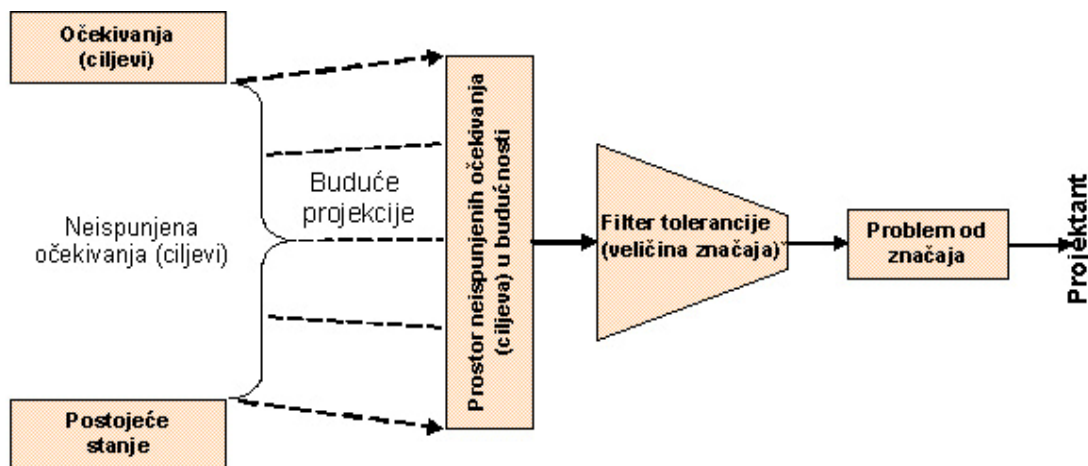 Očekivanja
(ciljevi)
Neispunjena
očekivanja (ciljevi)
Postojeće
stanje
Buduće
projekcije
Prostor neispunjenih očekivanja
(ciljeva) u budućnosti
Filter tolerancije
(veličina značaja)
Problem od
značaja
Projektant